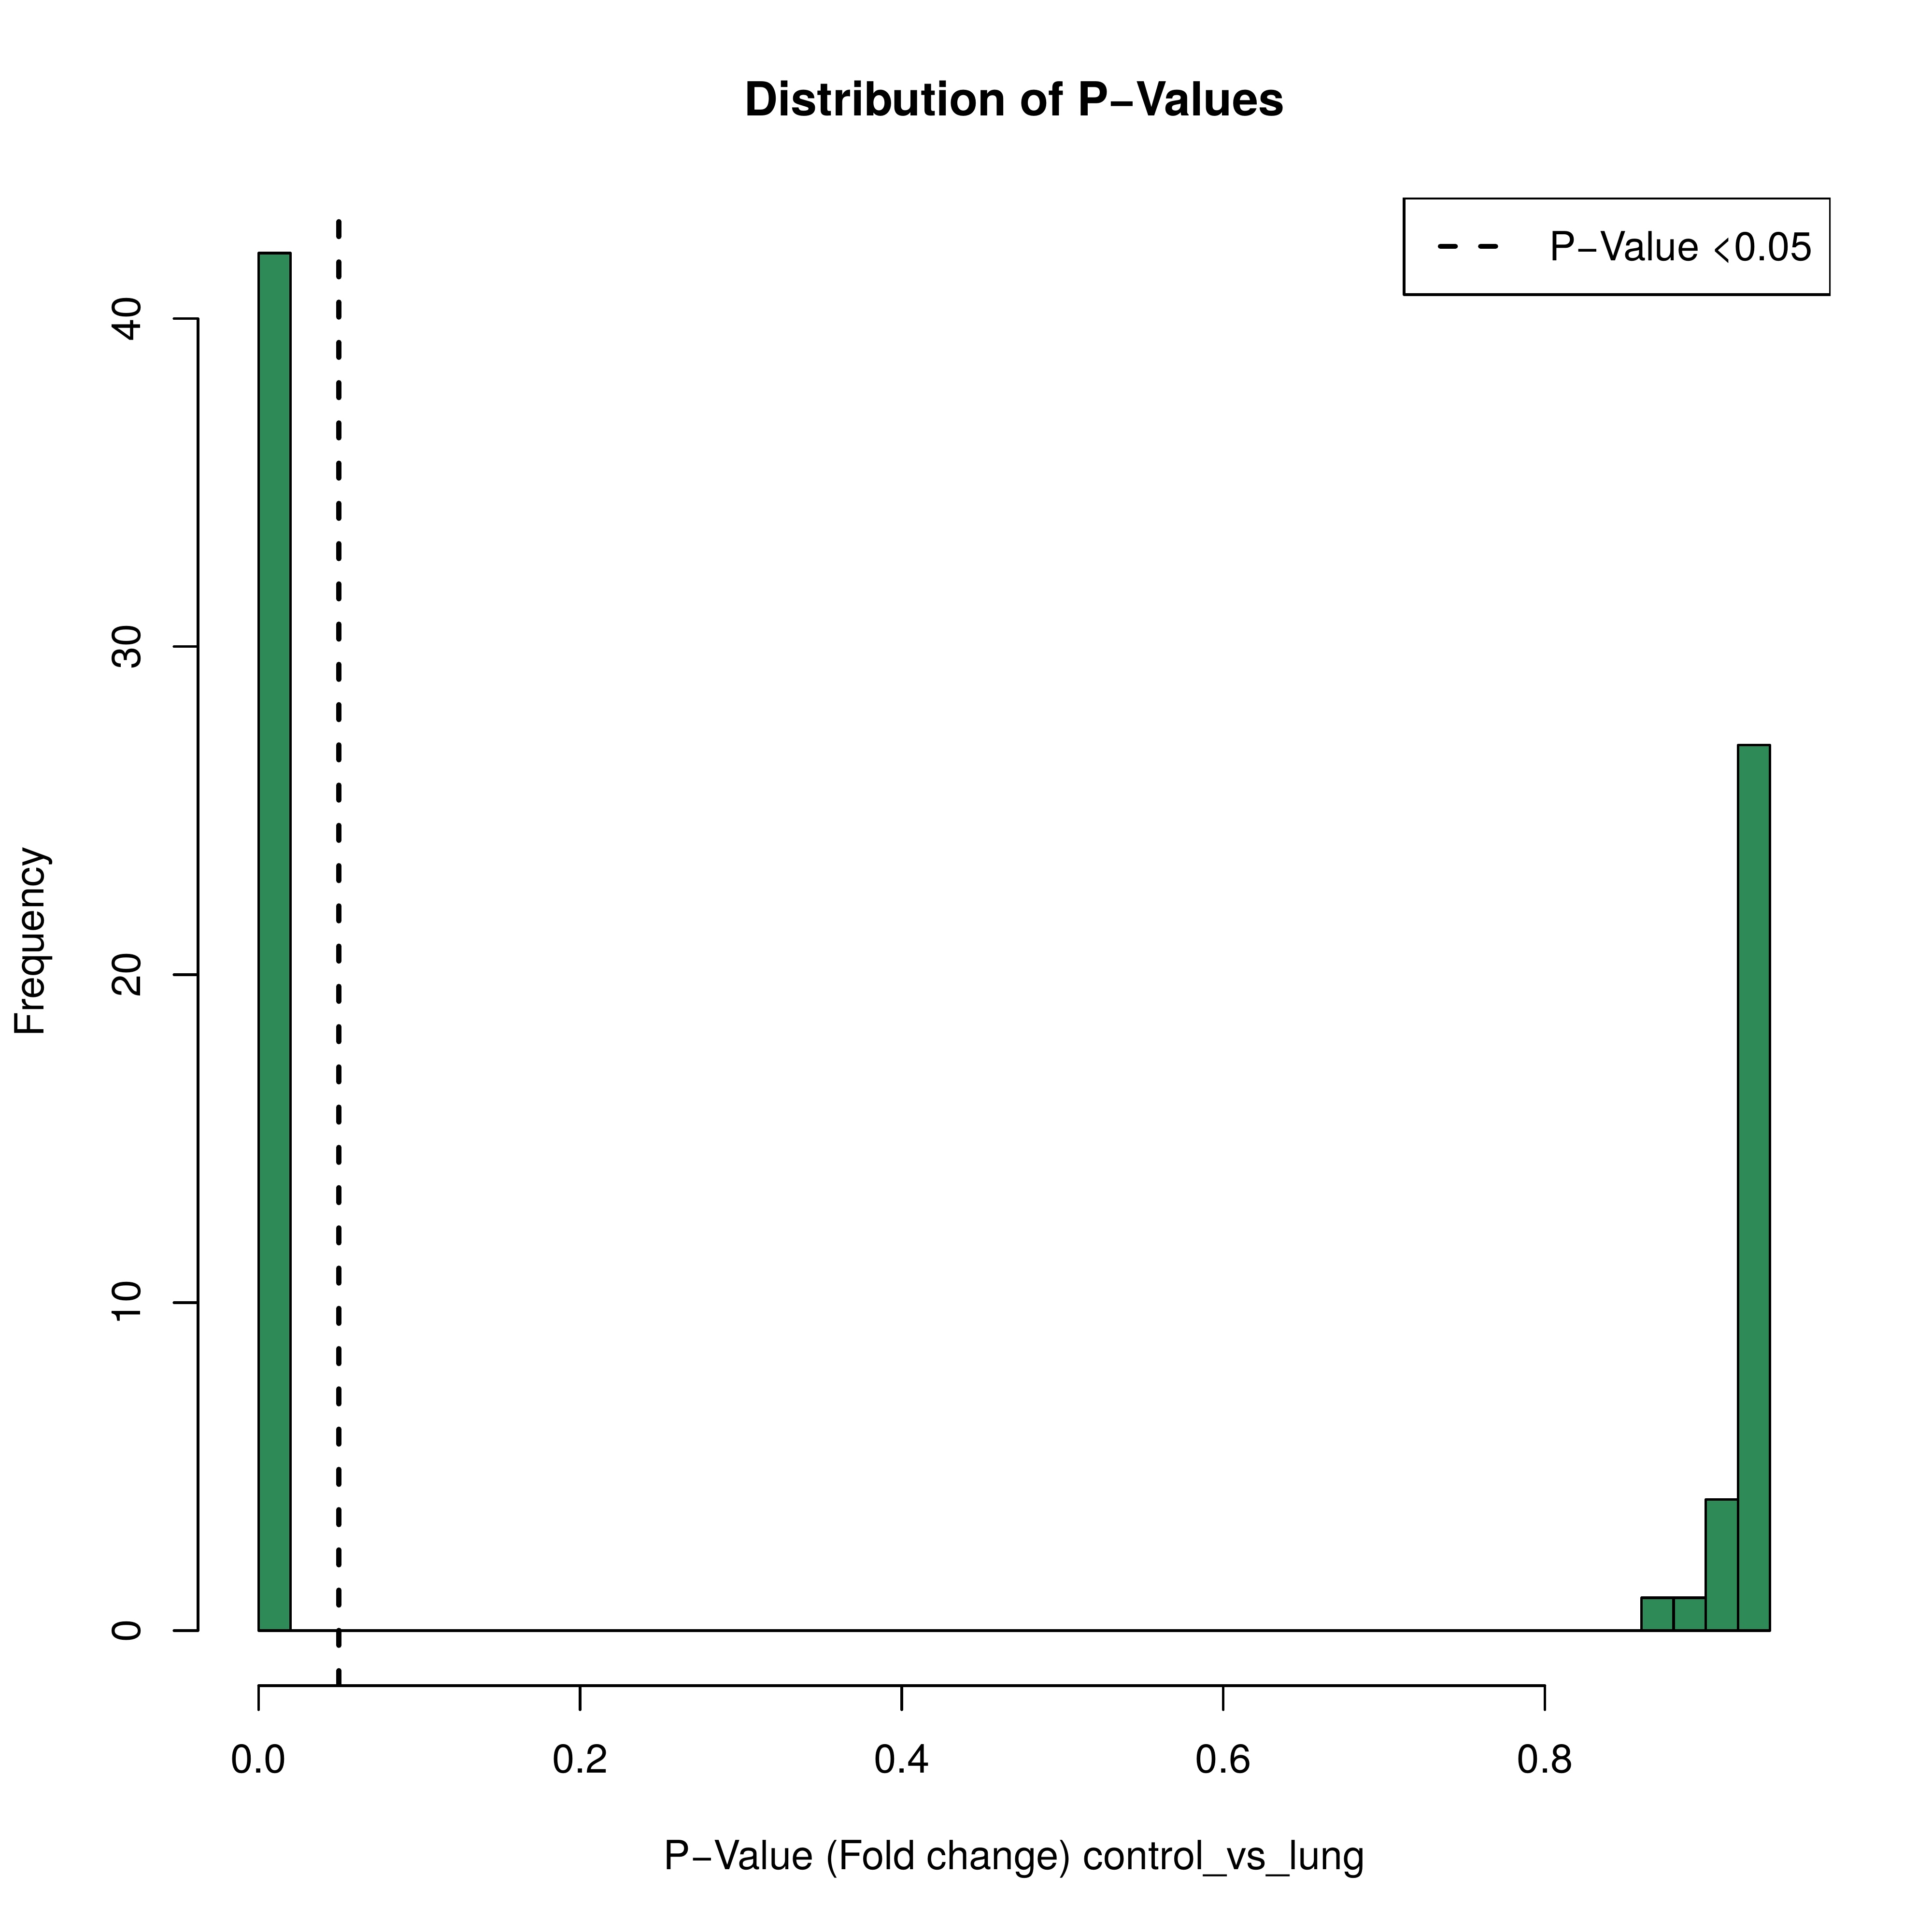 Distribution of P−Values
P−Value <0.05
40
30
20
10
0
Frequency
0.0 0.2 0.4 0.6 0.8
P−Value (Fold change) control_vs_lung